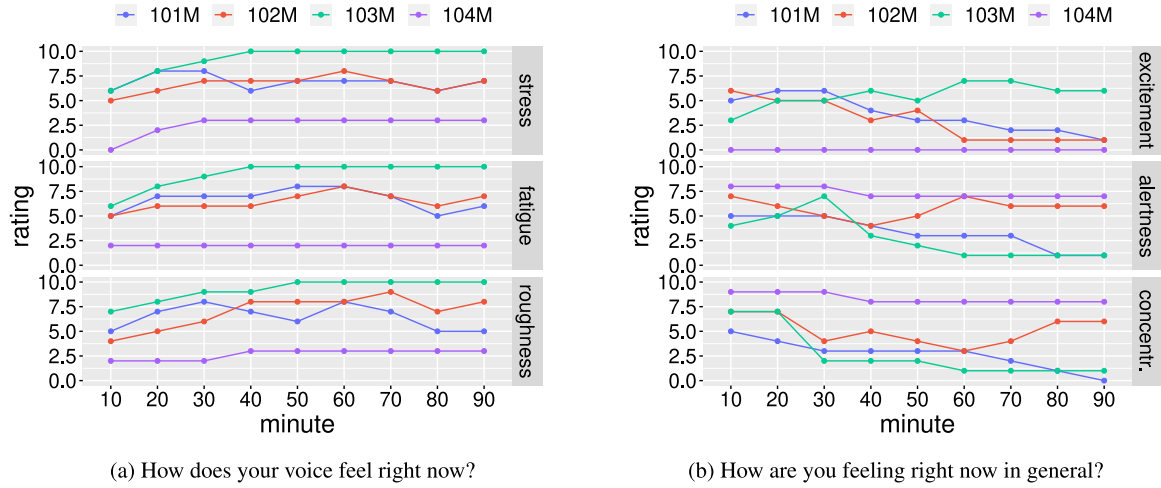 101M 102M 103M 104M
10.0
7.5
5.0
2.5
0.0
stress
10.0
7.5
5.0
2.5
0.0
fatigue
10.0
7.5
5.0
2.5
0.0
roughness
rating
10 20 30 40 50 60 70 80 90
minute
(a) How does your voice feel right now?
101M 102M 103M 104M
10.0
7.5
5.0
2.5
0.0
excitement
10.0
7.5
5.0
2.5
0.0
alertness
10.0
7.5
5.0
2.5
0.0
concentr.
rating
10 20 30 40 50 60 70 80 90
minute
(b) How are you feeling right now in general?